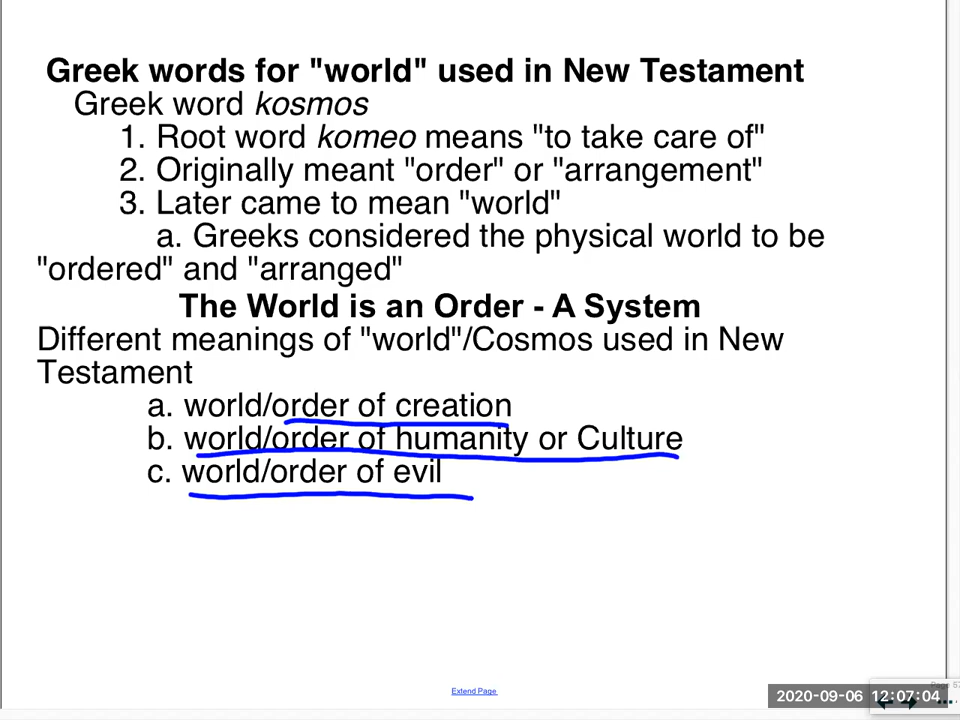 Greek words for "world" used in New Testament
Greek word kosmos
1. Root word komeo means "to take care of"
2. Originally meant "order" or "arrangement"
3. Later came to mean "world"
a. Greeks considered the physical world to be
"ordered" and "arranged"
The World is an Order - A System
Different meanings of "world"/Cosmos used in New
Testament
a. world/order of creation
b. world/order of humanity or Culture
c. world/order of evil
Extend Page
2020-09-06 12:07:04